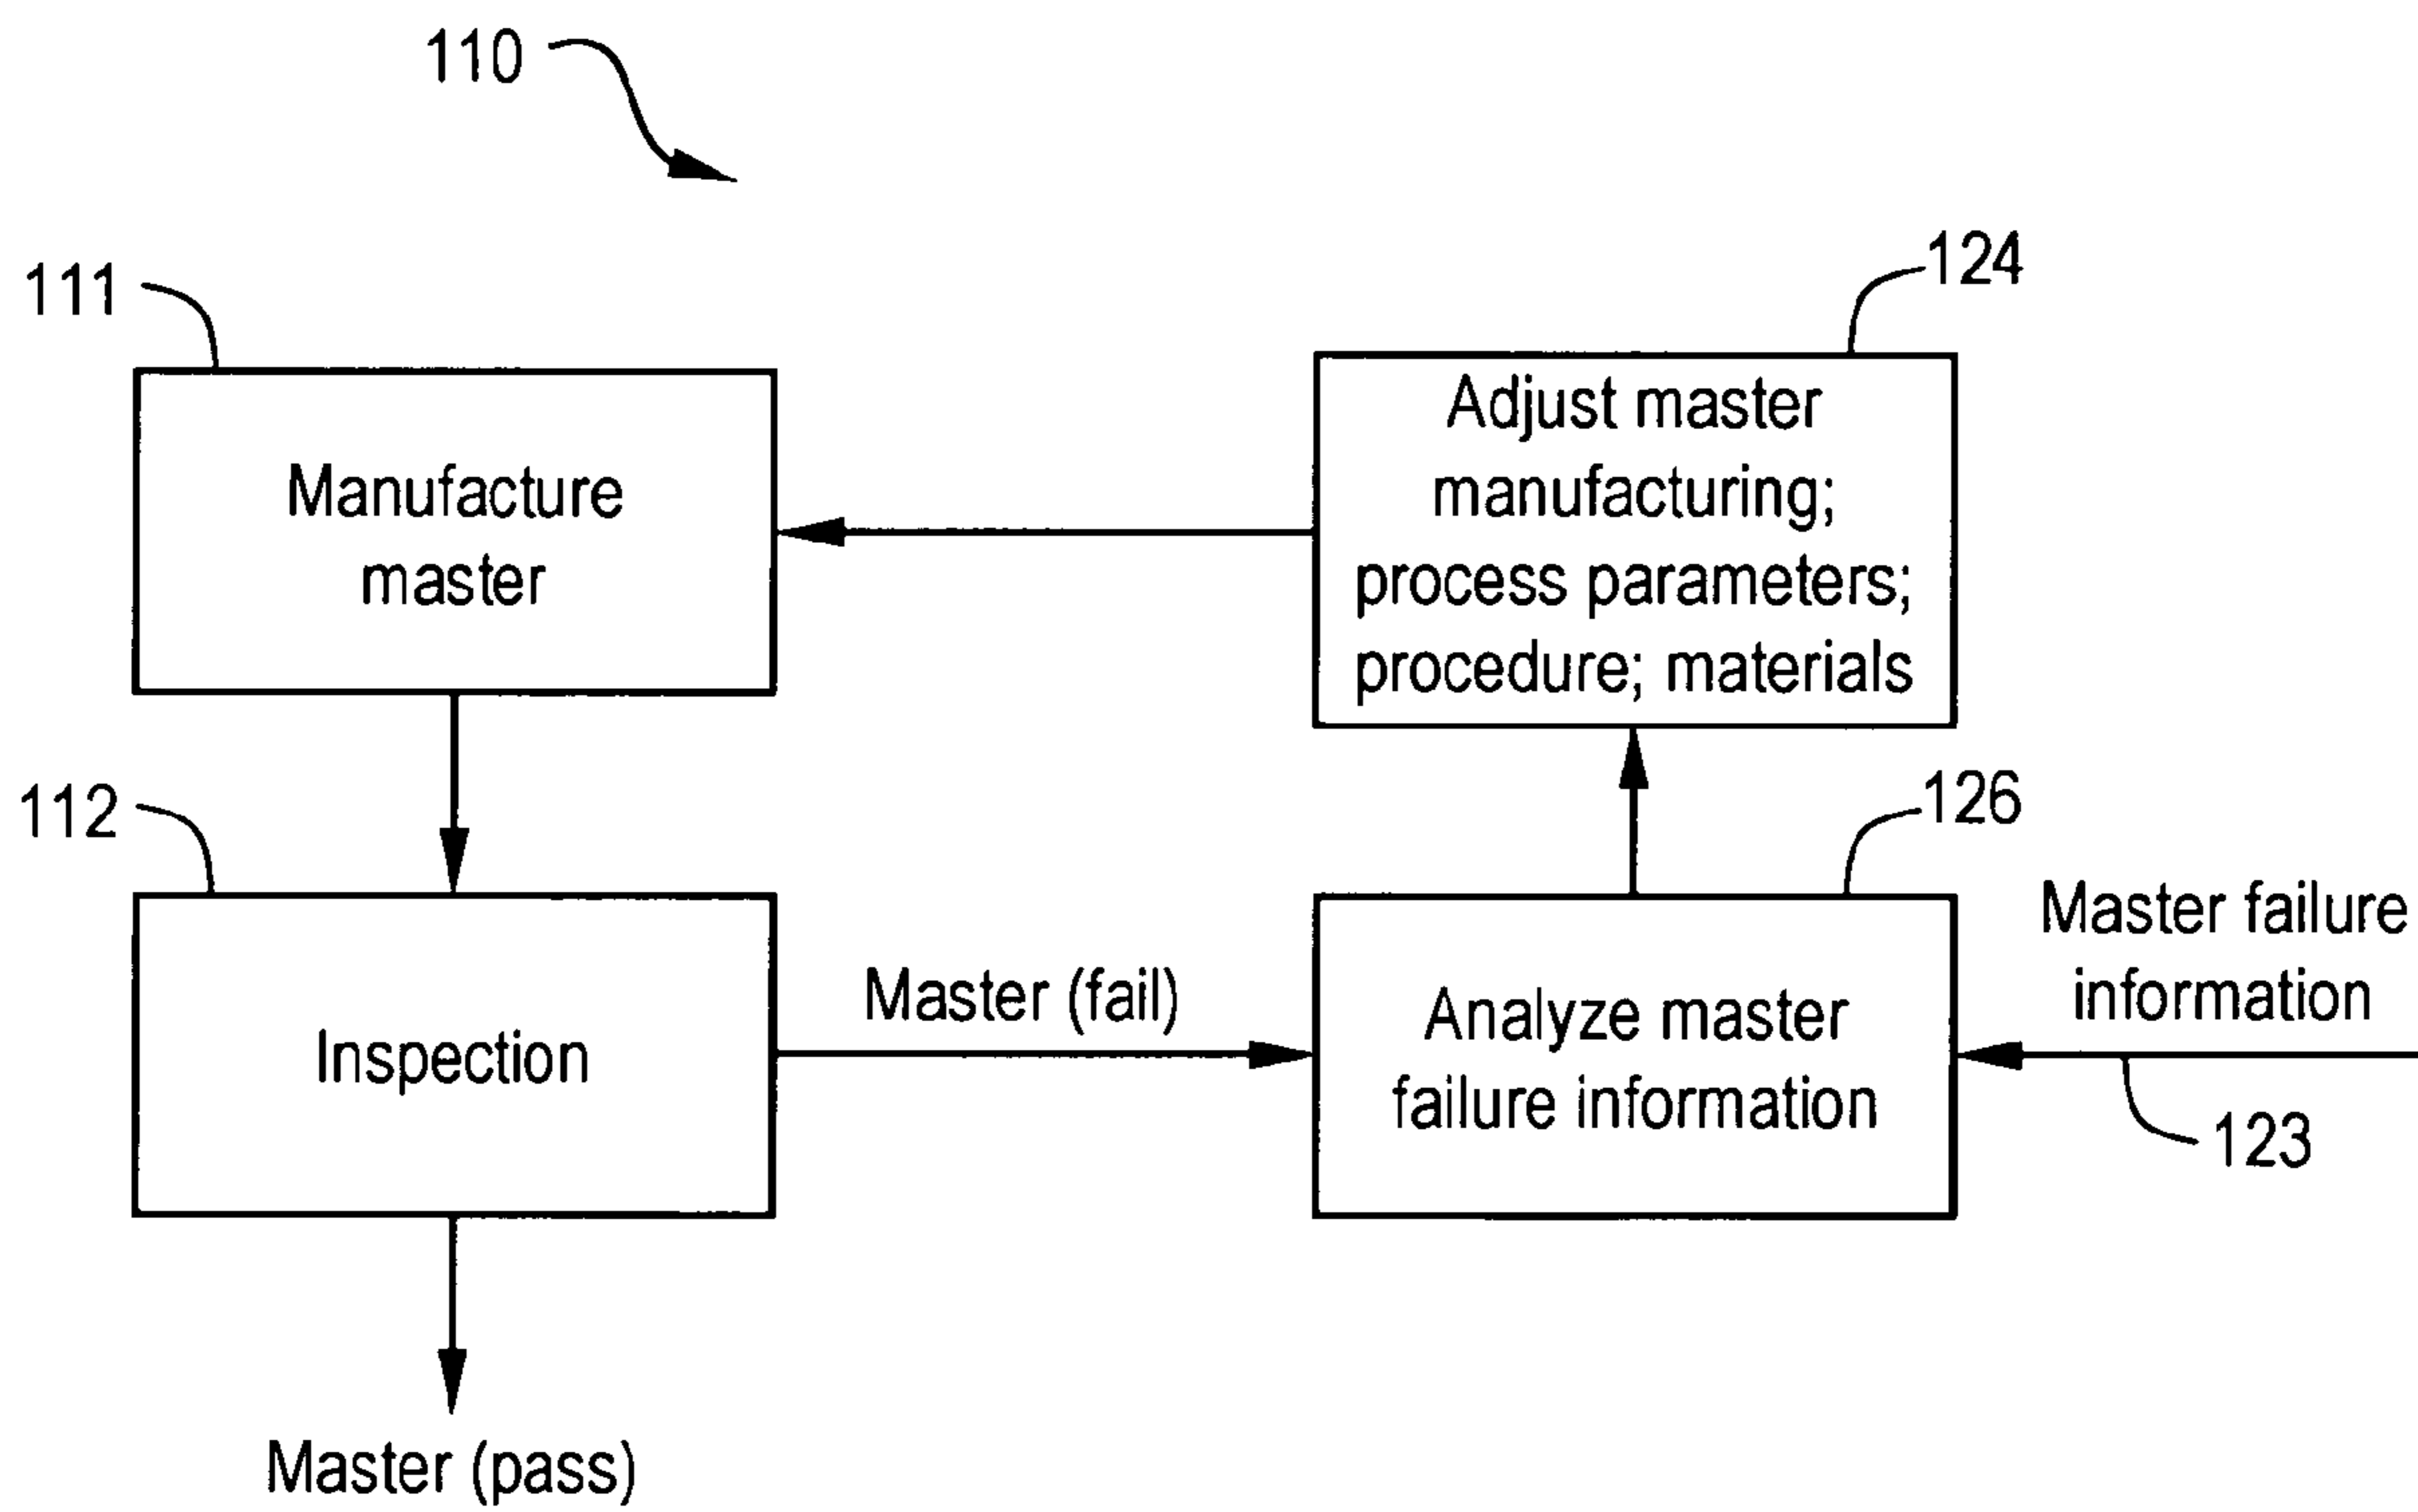 110
111
124
Manufacture
master
Adjust master
manufacturing;
process parameters;
procedure; materials
112
126
Inspection
Master (fail)
Analyze master
failure information
Master failure
information
123
Master (pass)